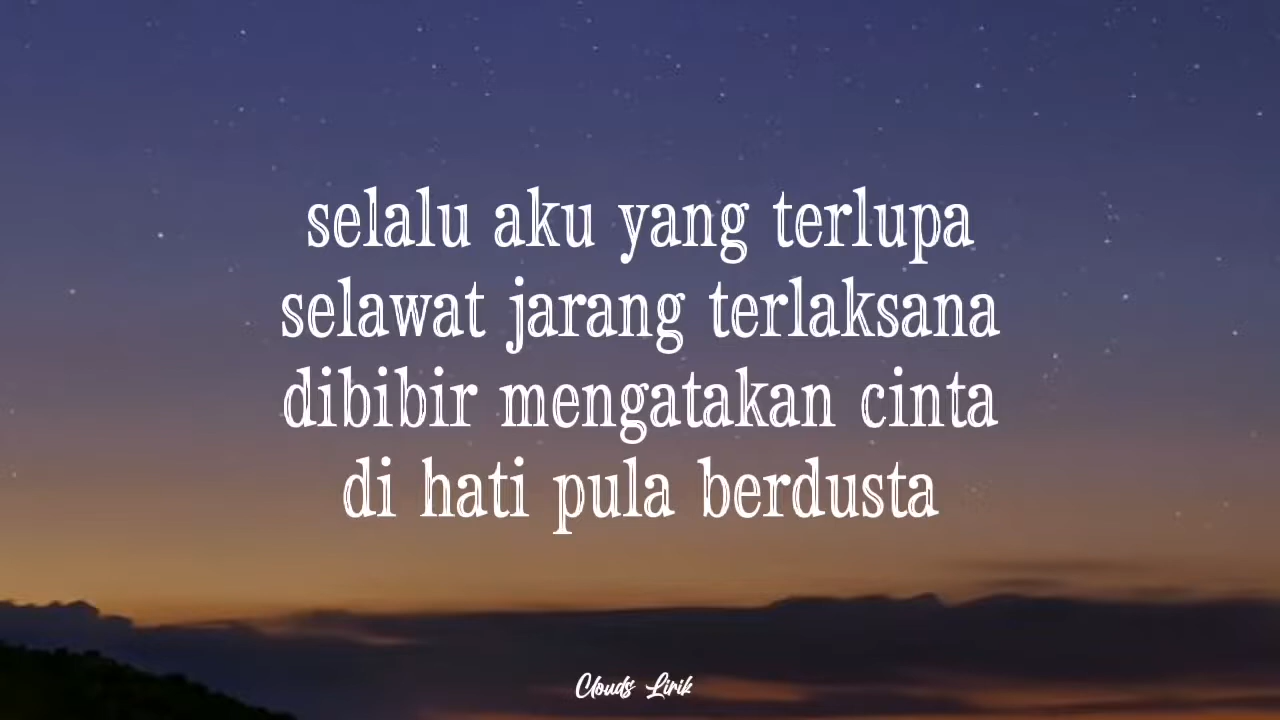 selalu aku yang terlupa
selawat jarang terlaksana
dibibir mengatakan cinta
di hati pula berdusta
Clouds Lirik